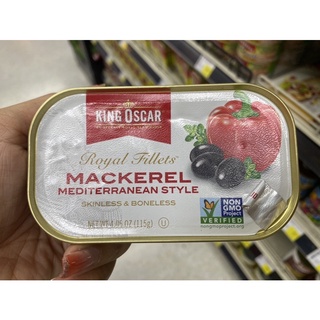 KING OSCAR
Royal Fillets
MACKEREL
MEDITERRANEAN STYLE
SKINLESS & BONELESS
NET WT 4.05 OZ (115g) U
NON
GMO
Project
VERIFIED
nongmoproject.org